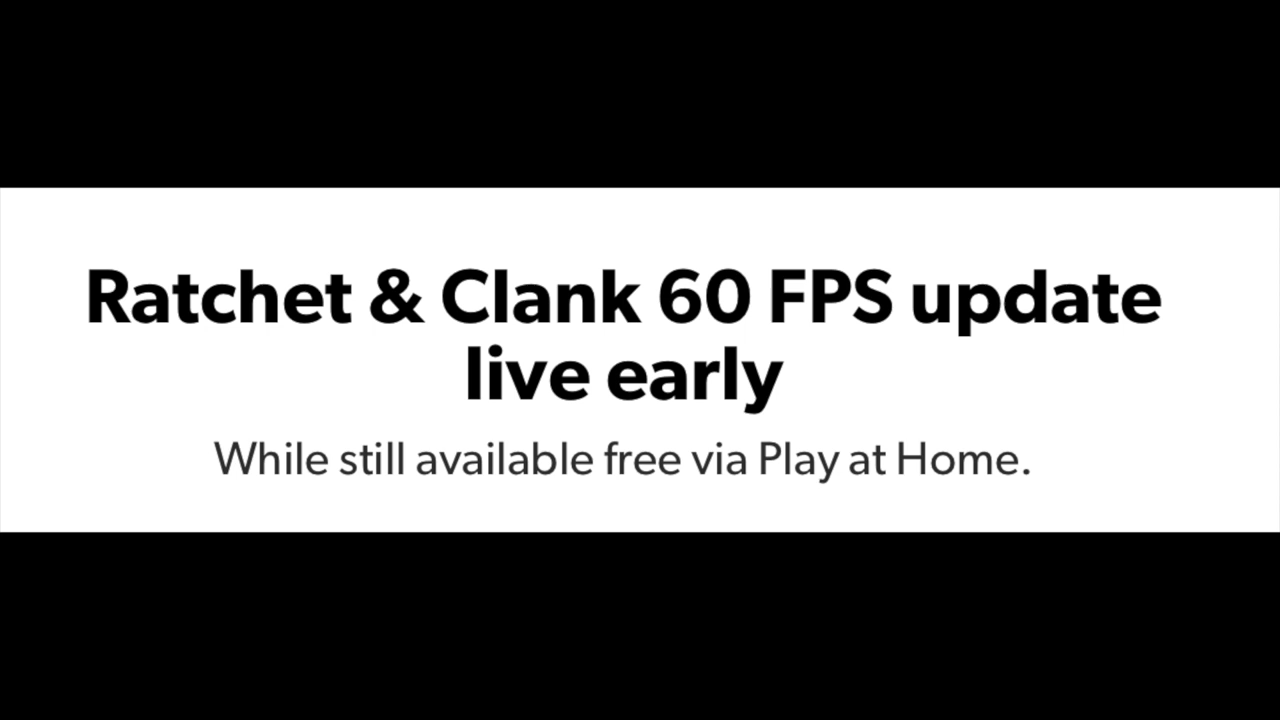 Ratchet & Clank 60 FPS update
live early
While still available free via Play at Home.